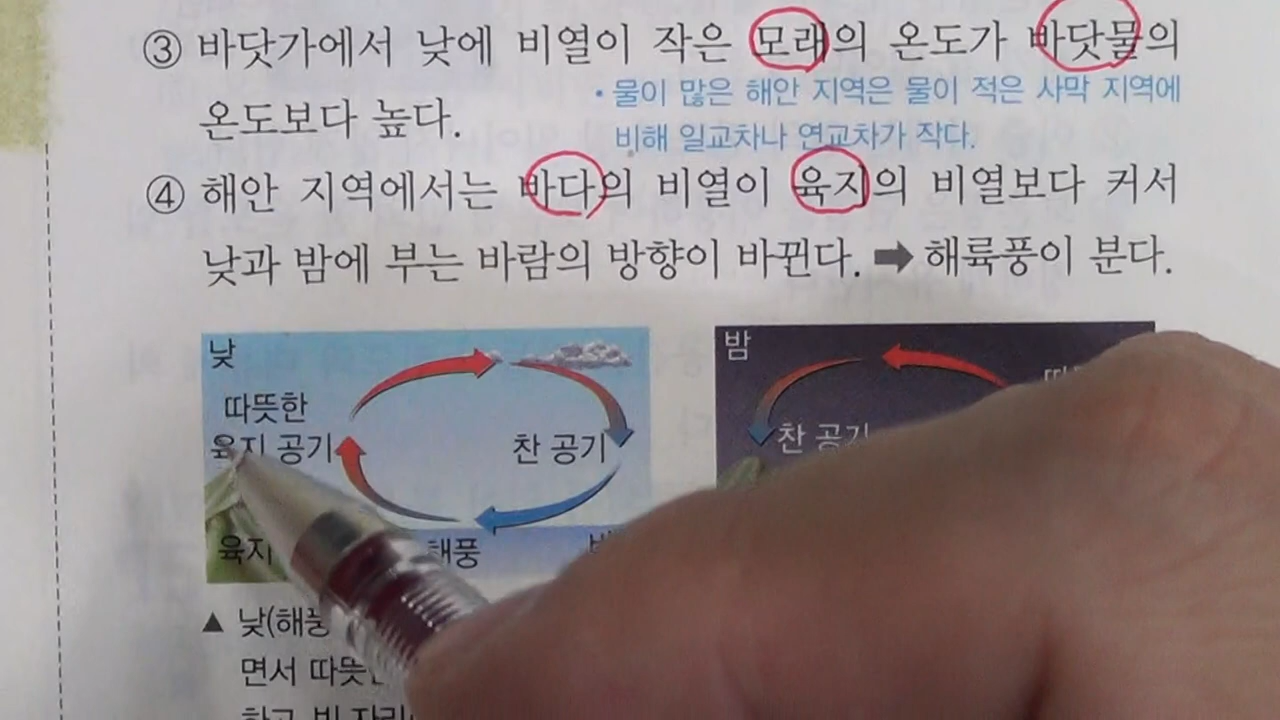 ③ 바닷가에서 낮에 비열이 작은 모래의 온도가 바닷물의
온도보다 높다.
• 물이 많은 해안 지역은 물이 적은 사막 지역에
비해 일교차나 연교차가 작다.
④ 해안 지역에서는 바다의 비열이 육지의 비열보다 커서
낮과 밤에 부는 바람의 방향이 바뀐다. ➡ 해륙풍이 분다.
낮
따뜻한
육지 공기
찬 공기
육지
해풍
밤
찬 공기
▲ 낮(해풍
면서